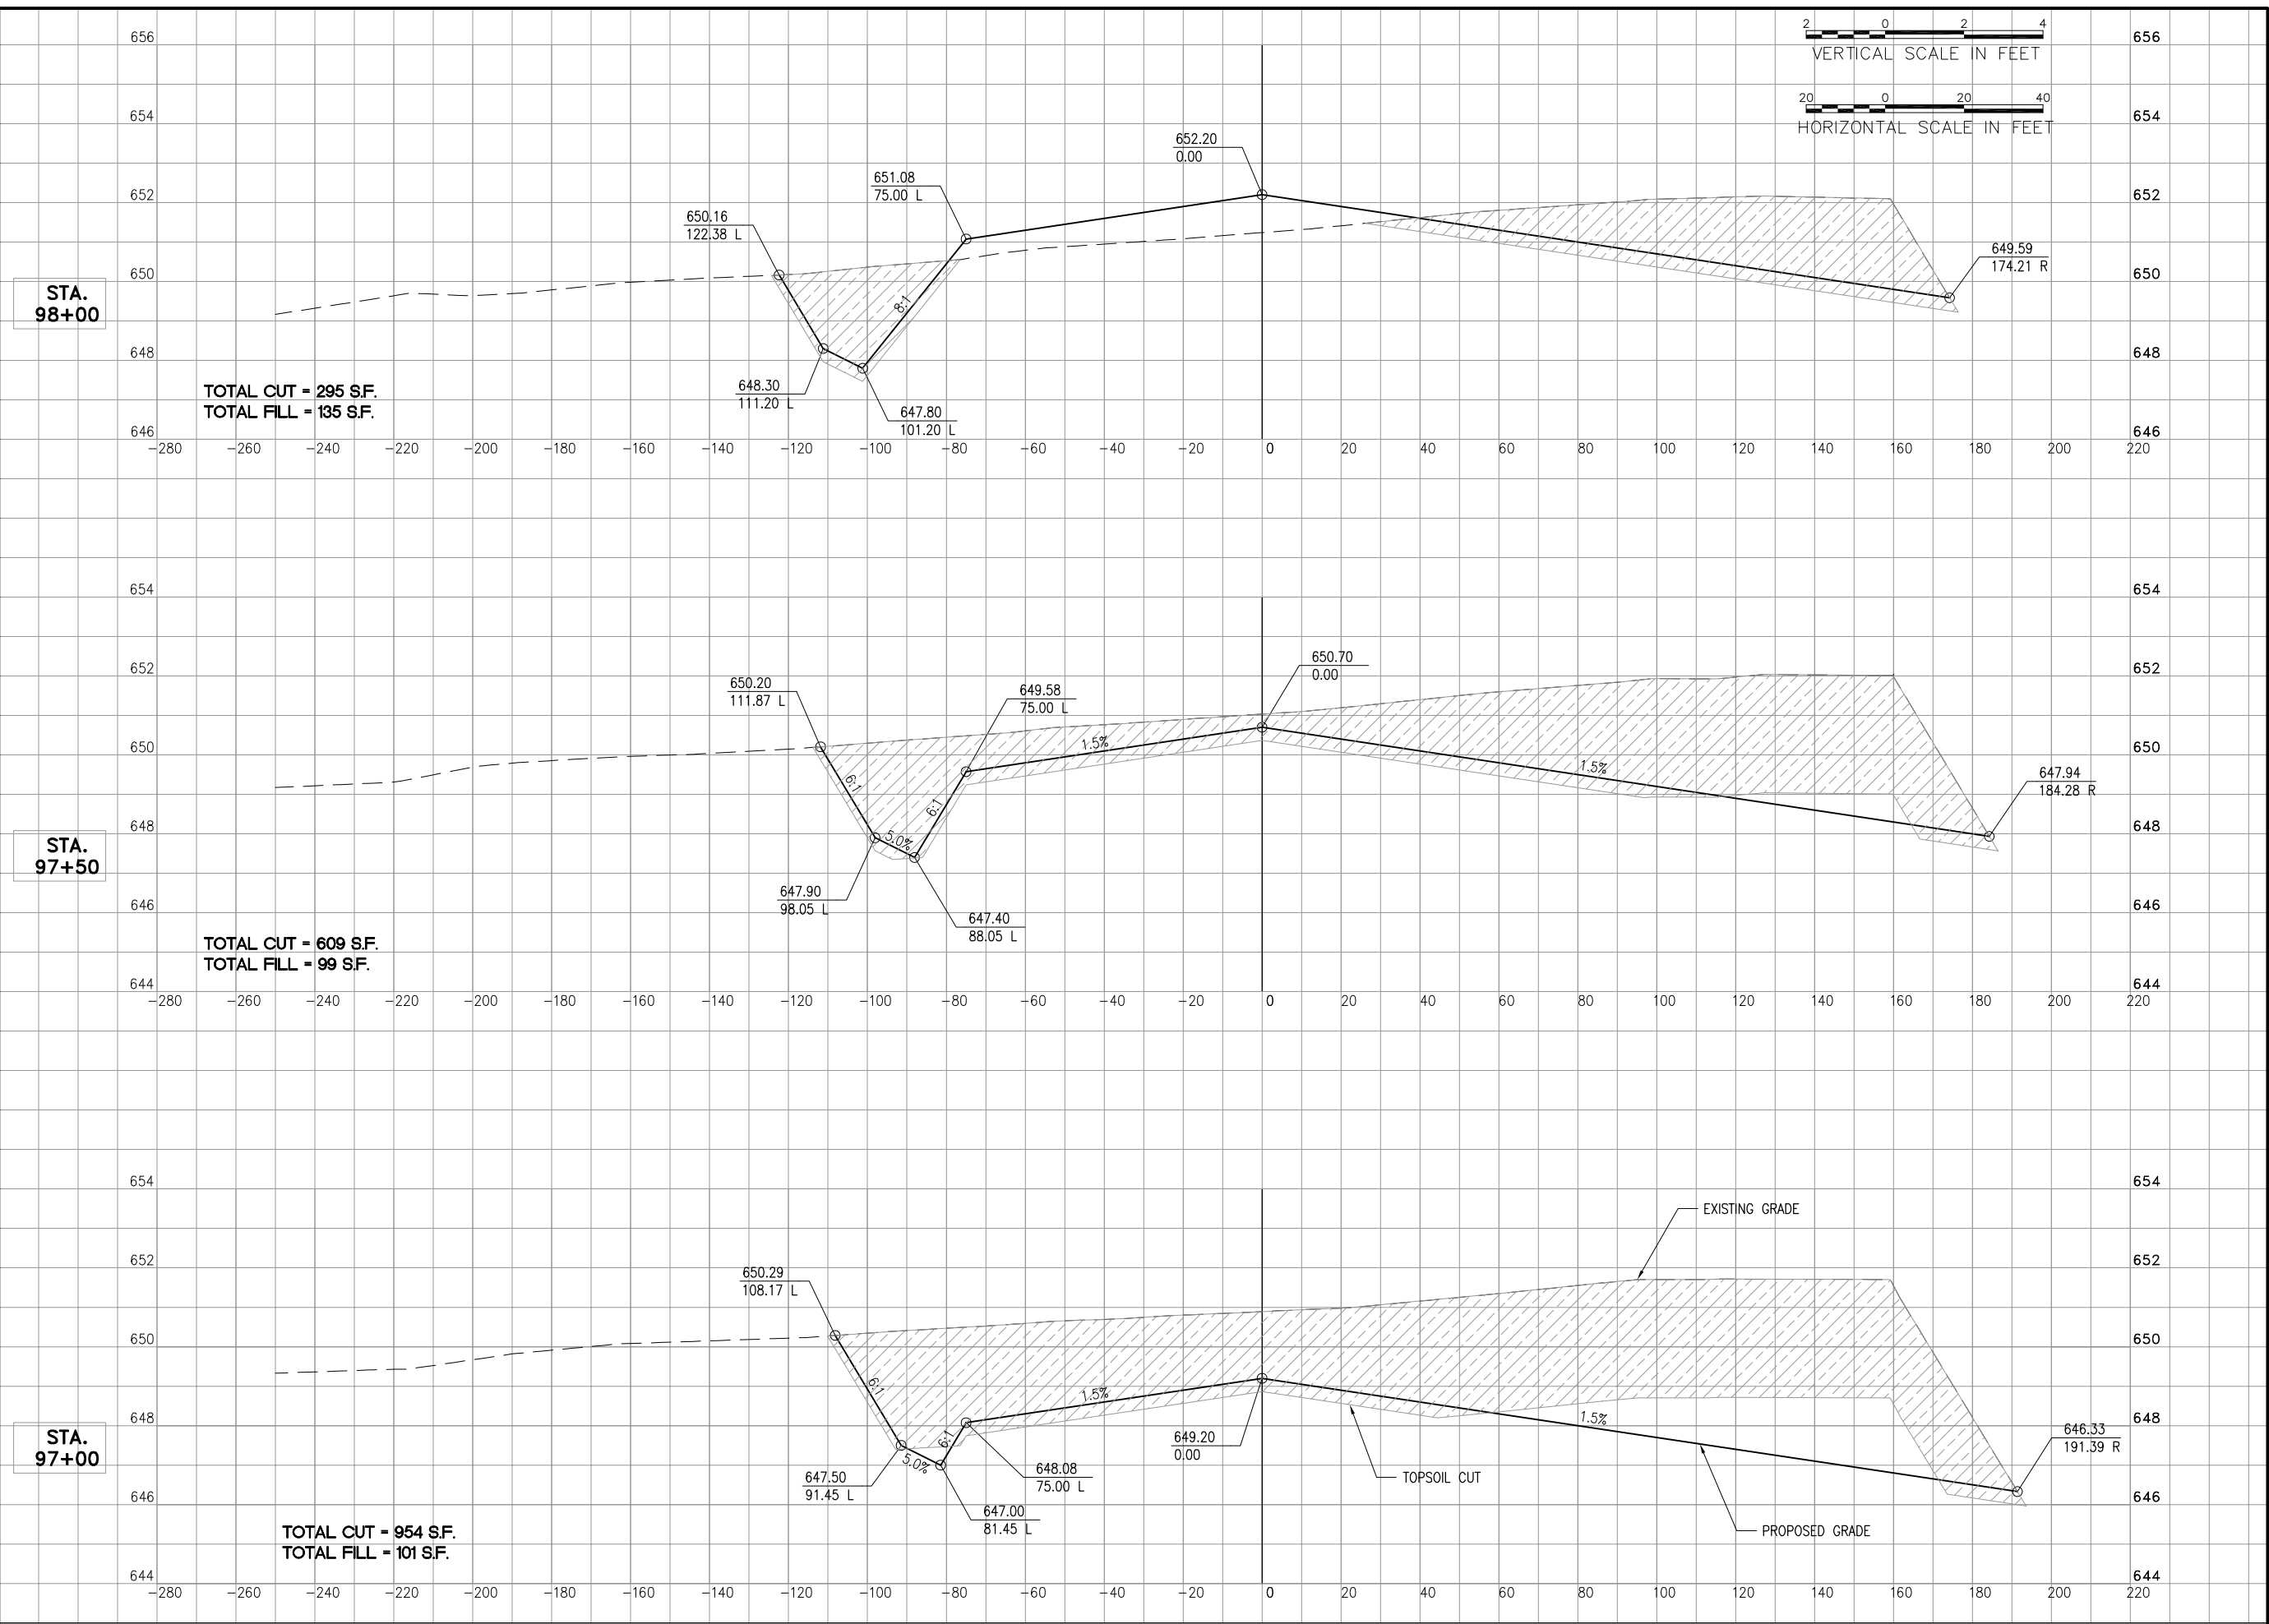 2 0 2 4
VERTICAL SCALE IN FEET
20 0 20 40
HORIZONTAL SCALE IN FEET
656 656
654 654
652.20
0.00
651.08
75.00 L
652 652
650.16
122.38 L
649.59
174.21 R
650 650
STA.
98+00
8:1
648 648
648.30
111.20 L
647.80
101.20 L
TOTAL CUT = 295 S.F.
TOTAL FILL = 135 S.F.
646 646
-280 -260 -240 -220 -200 -180 -160 -140 -120 -100 -80 -60 -40 -20 0 20 40 60 80 100 120 140 160 180 200 220
654 654
652 652
650.70
0.00
650.20
111.87 L
649.58
75.00 L
650 650
1.5%
1.5%
6:1
6:1
5.0%
647.94
184.28 R
648 648
STA.
97+50
647.90
98.05 L
647.40
88.05 L
646 646
TOTAL CUT = 609 S.F.
TOTAL FILL = 99 S.F.
644 644
-280 -260 -240 -220 -200 -180 -160 -140 -120 -100 -80 -60 -40 -20 0 20 40 60 80 100 120 140 160 180 200 220
654 654
EXISTING GRADE
652 652
650.29
108.17 L
650 650
6:1
1.5%
1.5%
6:1
5.0%
648 648
STA.
97+00
649.20
0.00
646.33
191.39 R
647.50
91.45 L
648.08
75.00 L
TOPSOIL CUT
646 646
647.00
81.45 L
PROPOSED GRADE
TOTAL CUT = 954 S.F.
TOTAL FILL = 101 S.F.
644 644
-280 -260 -240 -220 -200 -180 -160 -140 -120 -100 -80 -60 -40 -20 0 20 40 60 80 100 120 140 160 180 200 220